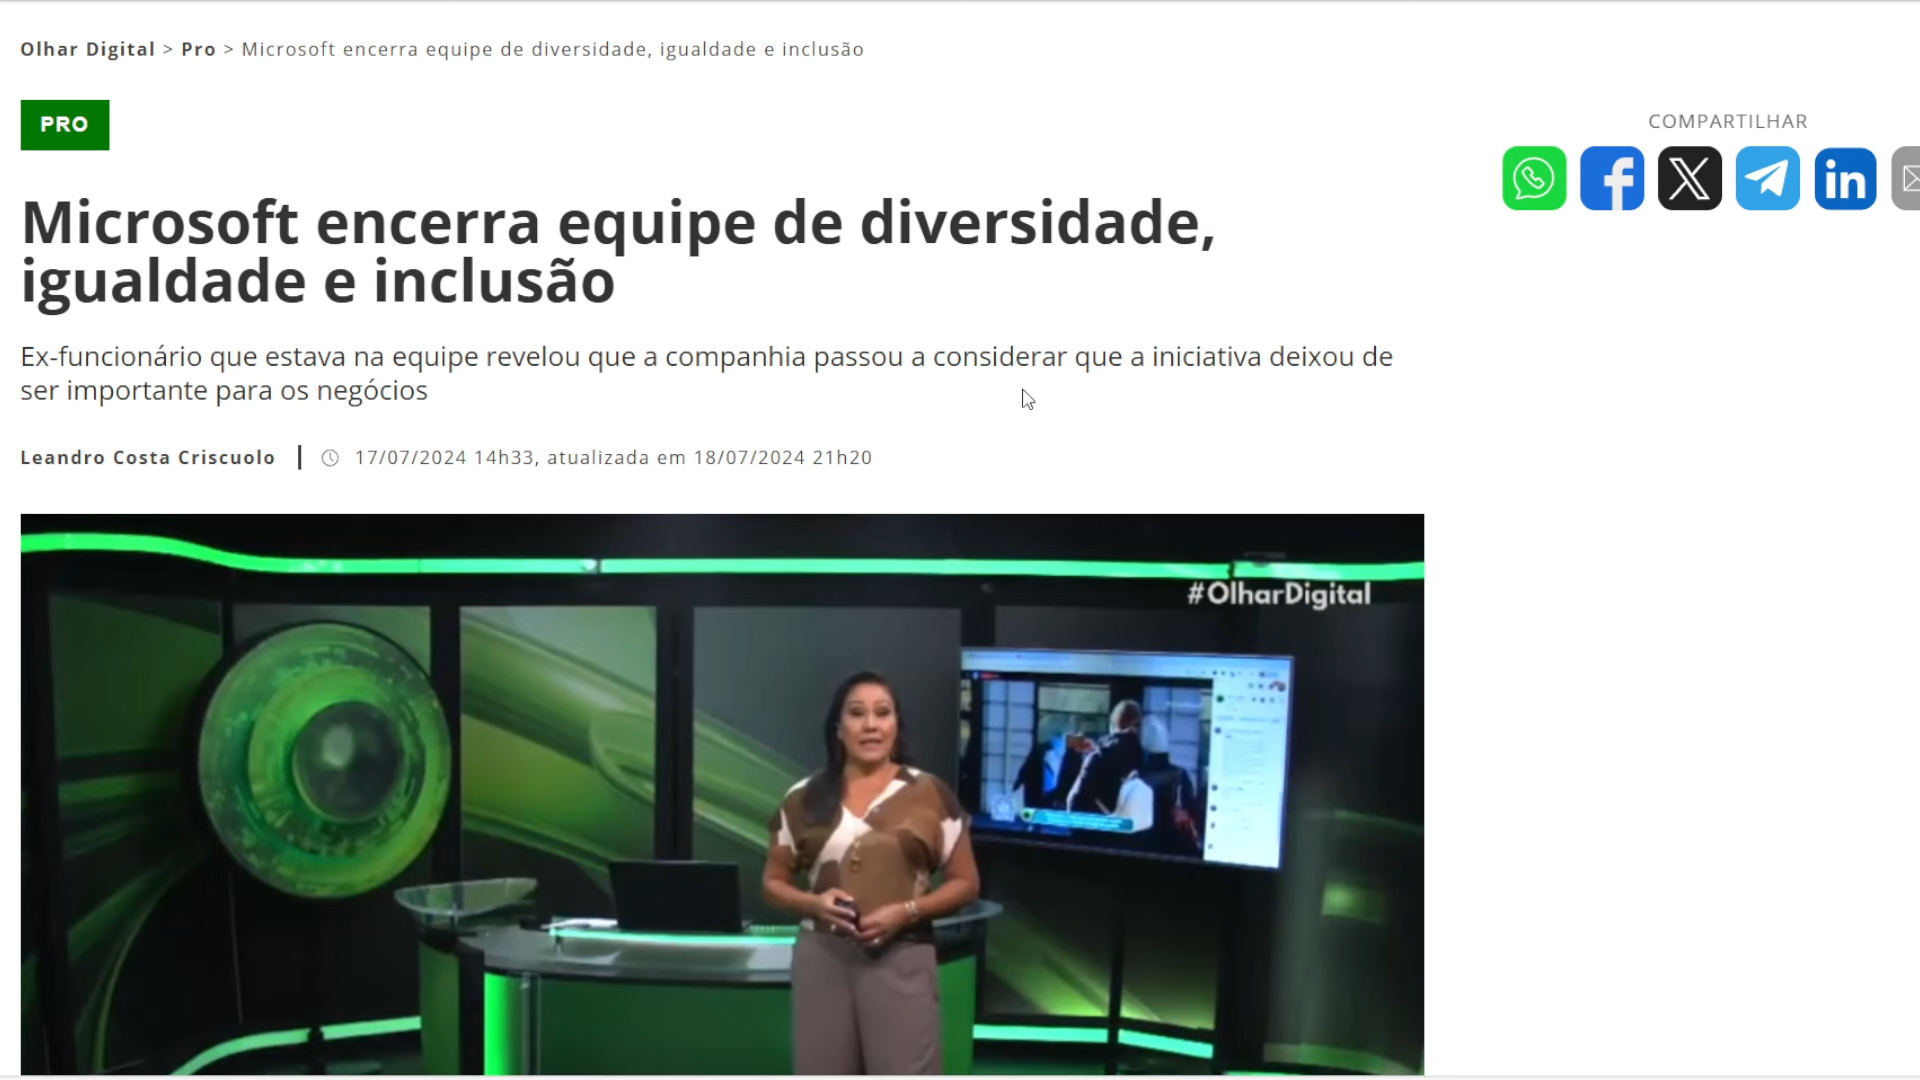 Olhar Digital > Pro > Microsoft encerra equipe de diversidade, igualdade e inclusão
PRO
COMPARTILHAR
Microsoft encerra equipe de diversidade,
igualdade e inclusão
Ex-funcionário que estava na equipe revelou que a companhia passou a considerar que a iniciativa deixou de
ser importante para os negócios
Leandro Costa Criscuolo
17/07/2024 14h33, atualizada em 18/07/2024 21h20
#OlharDigital